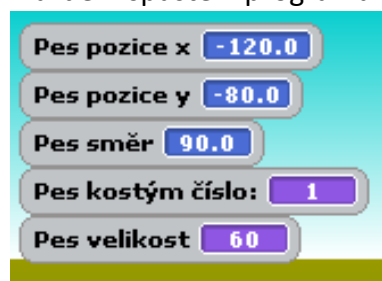 Pes pozice x -120.0
Pes pozice y -80.0
Pes směr 90.0
Pes kostým číslo: 1
Pes velikost 60